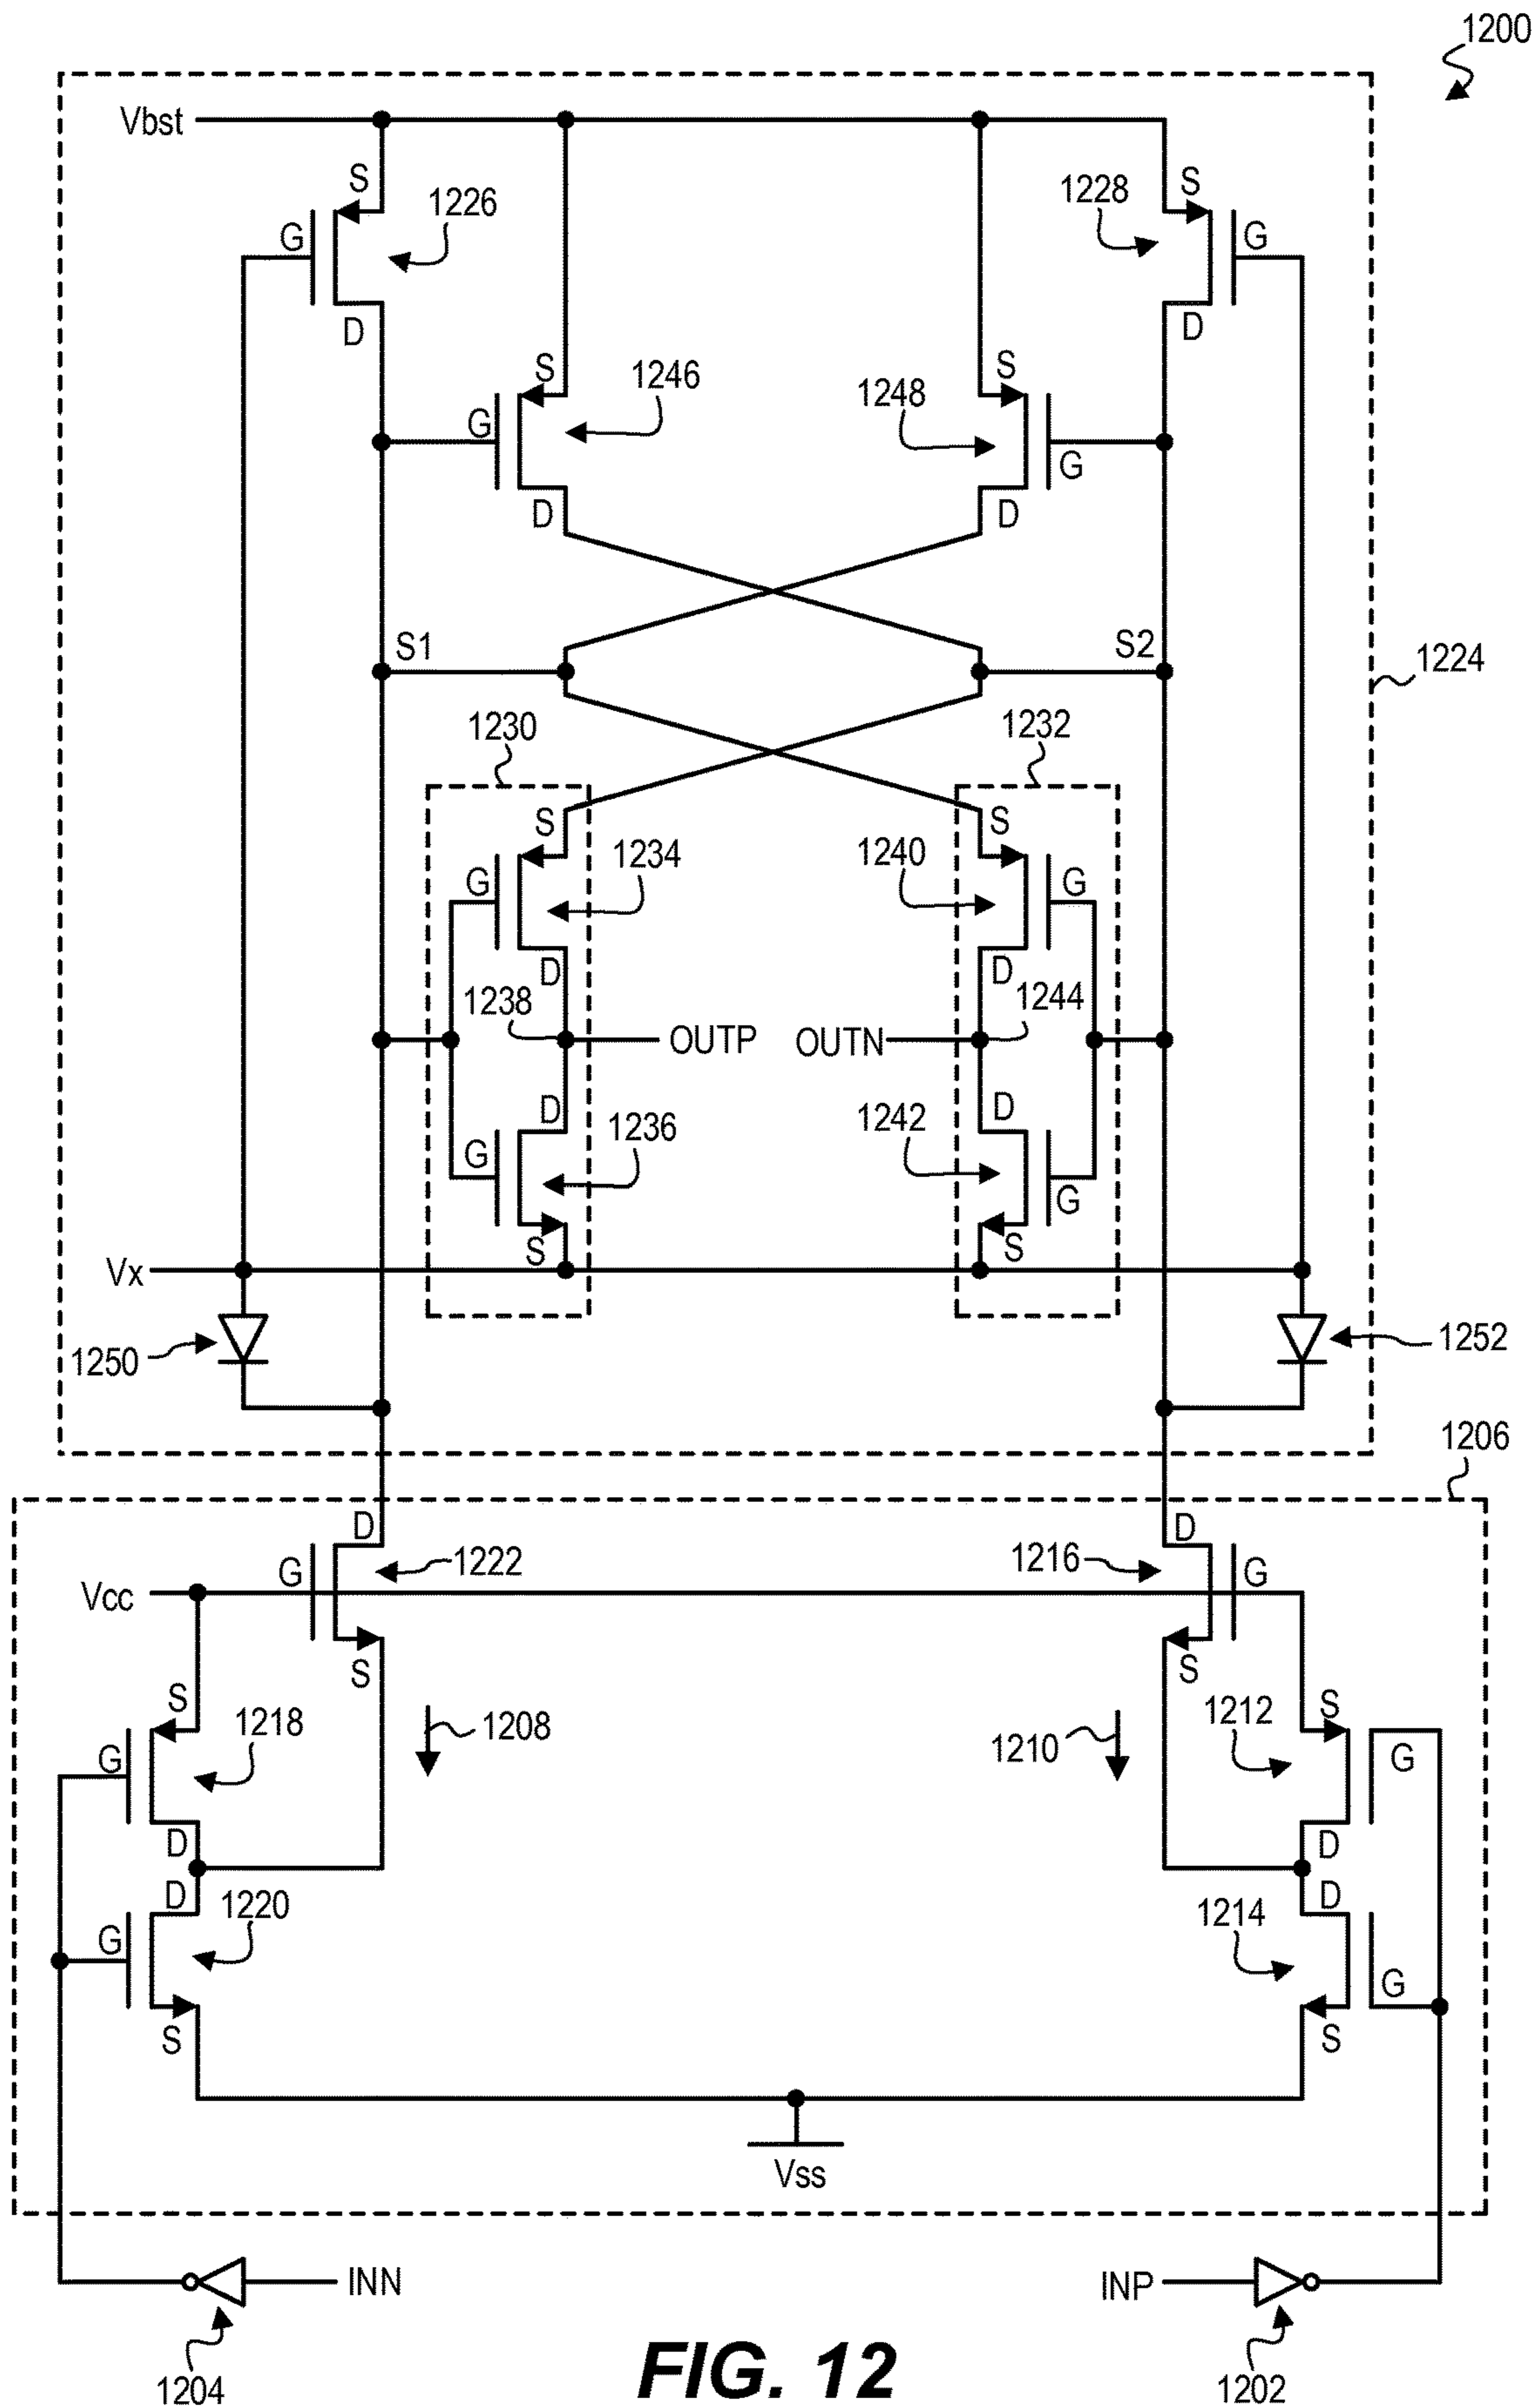 1200
Vbst
S
1226
1228
S
G
G
D
D
S
1246
1248
S
G
G
D
D
S1
S2
1224
1230
1232
S
S
G
1234
1240
G
D
D
1238
1244
OUTP
OUTN
D
D
G
1236
1242
G
S
S
Vx
1250
1252
1206
D
D
G
1222
1216
G
Vcc
S
S
S
1218
1208
1210
1212
S
G
G
D
D
D
1220
1214
D
G
G
S
S
Vss
INN
INP
1204
1202
FIG. 12